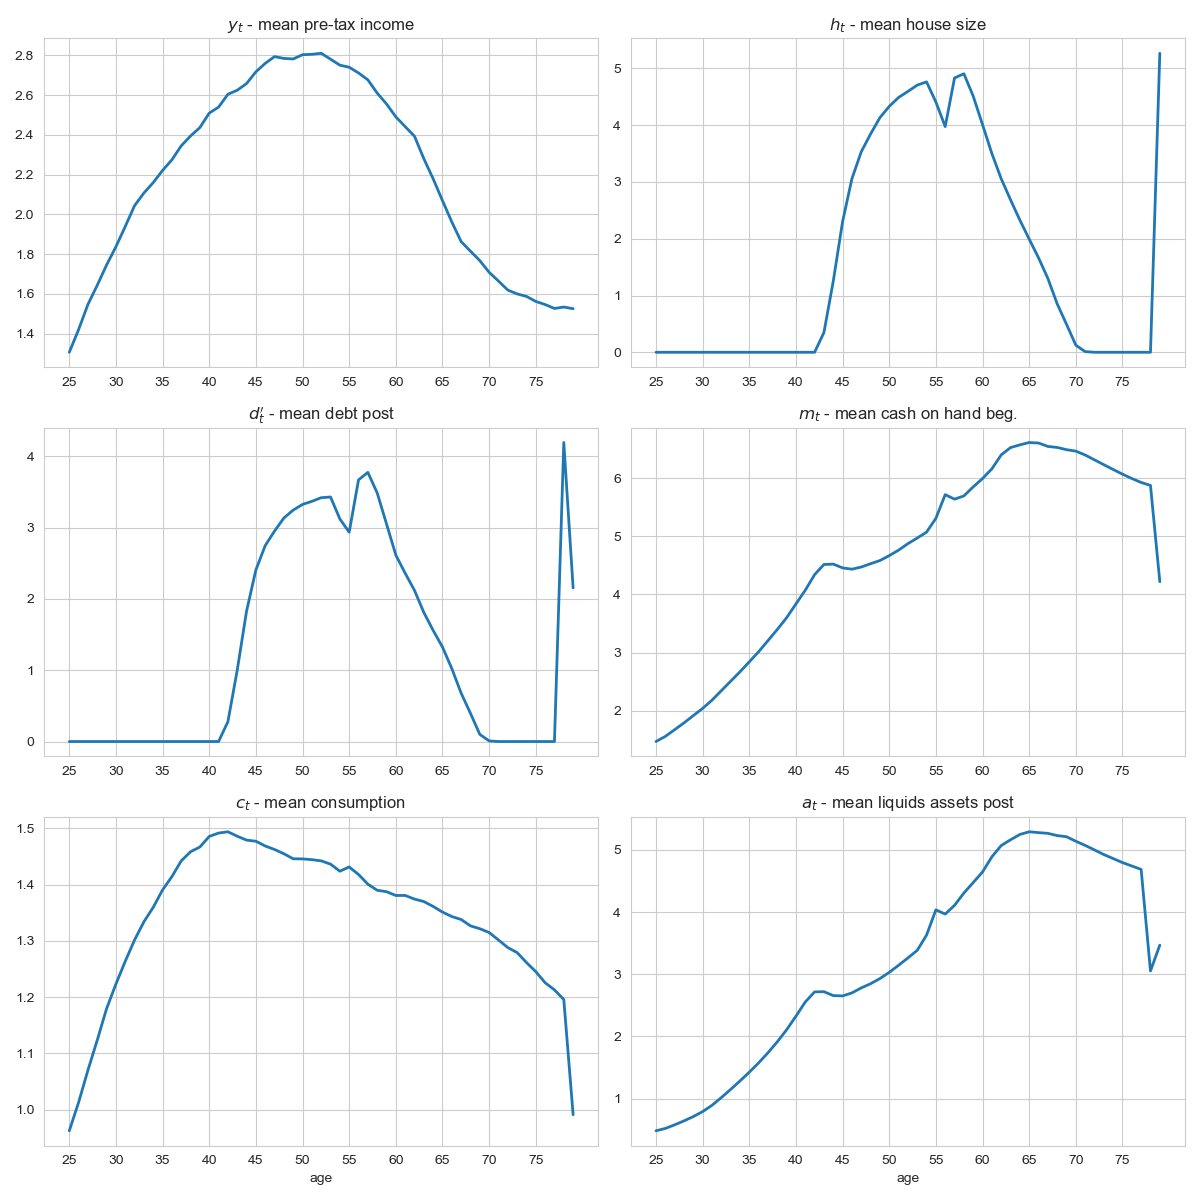 y_t - mean pre-tax income
2.8
2.6
2.4
2.2
2.0
1.8
1.6
1.4
25 30 35 40 45 50 55 60 65 70 75
h_t - mean house size
5
4
3
2
1
0
25 30 35 40 45 50 55 60 65 70 75
d'_t - mean debt post
4
3
2
1
0
25 30 35 40 45 50 55 60 65 70 75
m_t - mean cash on hand beg.
6
5
4
3
2
25 30 35 40 45 50 55 60 65 70 75
c_t - mean consumption
1.5
1.4
1.3
1.2
1.1
1.0
25 30 35 40 45 50 55 60 65 70 75
age
a_t - mean liquids assets post
5
4
3
2
1
25 30 35 40 45 50 55 60 65 70 75
age